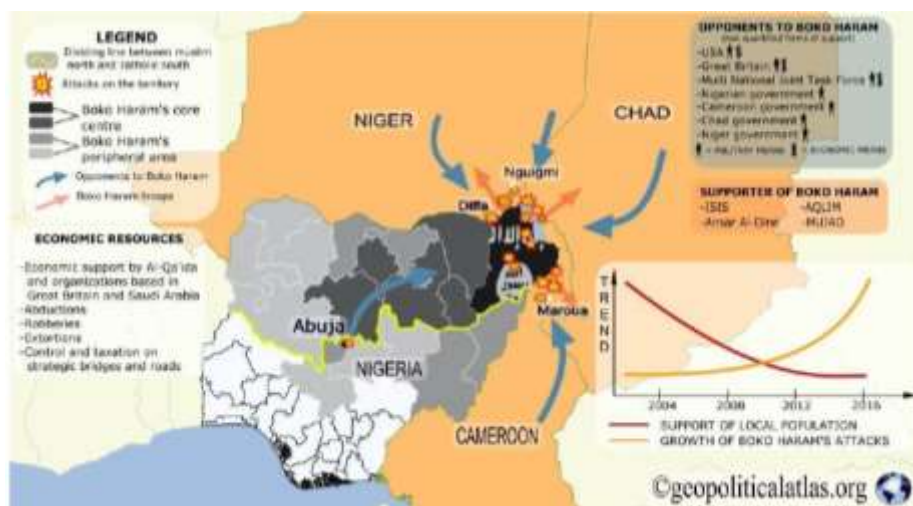 LEGEND
Dividing line between muslim
north and catholic south
Attacks on the territory
Boko Haram's core
centre
Boko Haram's
peripheral area
Opponents to Boko Haram
Boko Haram troops
ECONOMIC RESOURCES
-Economic support by Al-Qa'ida
and organizations based in
Great Britain and Saudi Arabia
-Abductions
-Robberies
-Extortions
-Control and taxation on
strategic bridges and roads
NIGER
CHAD
Nguigmi
Diffa
Maroua
Abuja
NIGERIA
CAMEROON
OPPONENTS TO BOKO HARAM
-USA
-Great Britain
-Multi National Joint Task Force
-Nigerian government
-Cameroon government
-Chad government
-Niger government
SUPPORTER OF BOKO HARAM
-ISIS
-AQLIM
-Ansar Al-Dine
-MUJAO
TREND
2004
2008
2012
2016
SUPPORT OF LOCAL POPULATION
GROWTH OF BOKO HARAM'S ATTACKS
©geopoliticalatlas.org